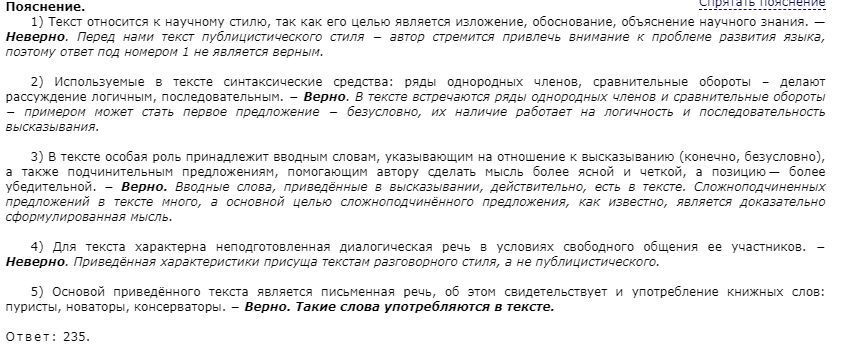 Спрятать пояснение
Пояснение.
1) Текст относится к научному стилю, так как его целью является изложение, обоснование, объяснение научного знания. —
Неверно. Перед нами текст публицистического стиля − автор стремится привлечь внимание к проблеме развития языка,
поэтому ответ под номером 1 не является верным.
2) Используемые в тексте синтаксические средства: ряды однородных членов, сравнительные обороты – делают
рассуждение логичным, последовательным. − Верно. В тексте встречаются ряды однородных членов и сравнительные обороты
− примером может стать первое предложение − безусловно, их наличие работает на логичность и последовательность
высказывания.
3) В тексте особая роль принадлежит вводным словам, указывающим на отношение к высказыванию (конечно, безусловно),
а также подчинительным предложениям, помогающим автору сделать мысль более ясной и четкой, а позицию — более
убедительной. − Верно. Вводные слова, приведённые в высказывании, действительно, есть в тексте. Сложноподчиненных
предложений в тексте много, а основной целью сложноподчинённого предложения, как известно, является доказательно
сформулированная мысль.
4) Для текста характерна неподготовленная диалогическая речь в условиях свободного общения ее участников. −
Неверно. Приведённая характеристики присуща текстам разговорного стиля, а не публицистического.
5) Основой приведённого текста является письменная речь, об этом свидетельствует и употребление книжных слов:
пуристы, новаторы, консерваторы. − Верно. Такие слова употребляются в тексте.
Ответ: 235.